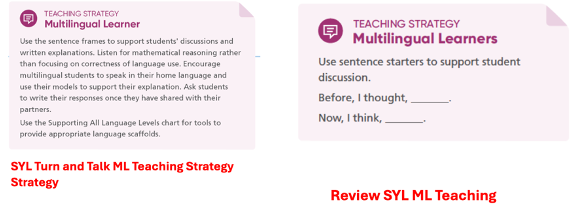 TEACHING STRATEGY
Multilingual Learner
Use the sentence frames to support students' discussions and
written explanations. Listen for mathematical reasoning rather
than focusing on correctness of language use. Encourage
multilingual students to speak in their home language and
use their models to support their explanation. Ask students
to write their responses once they have shared with their
partners.
Use the Supporting All Language Levels chart for tools to
provide appropriate language scaffolds.
SYL Turn and Talk ML Teaching Strategy
Strategy
TEACHING STRATEGY
Multilingual Learners
Use sentence starters to support student
discussion.
Before, I thought, _______.
Now, I think, _______.
Review SYL ML Teaching